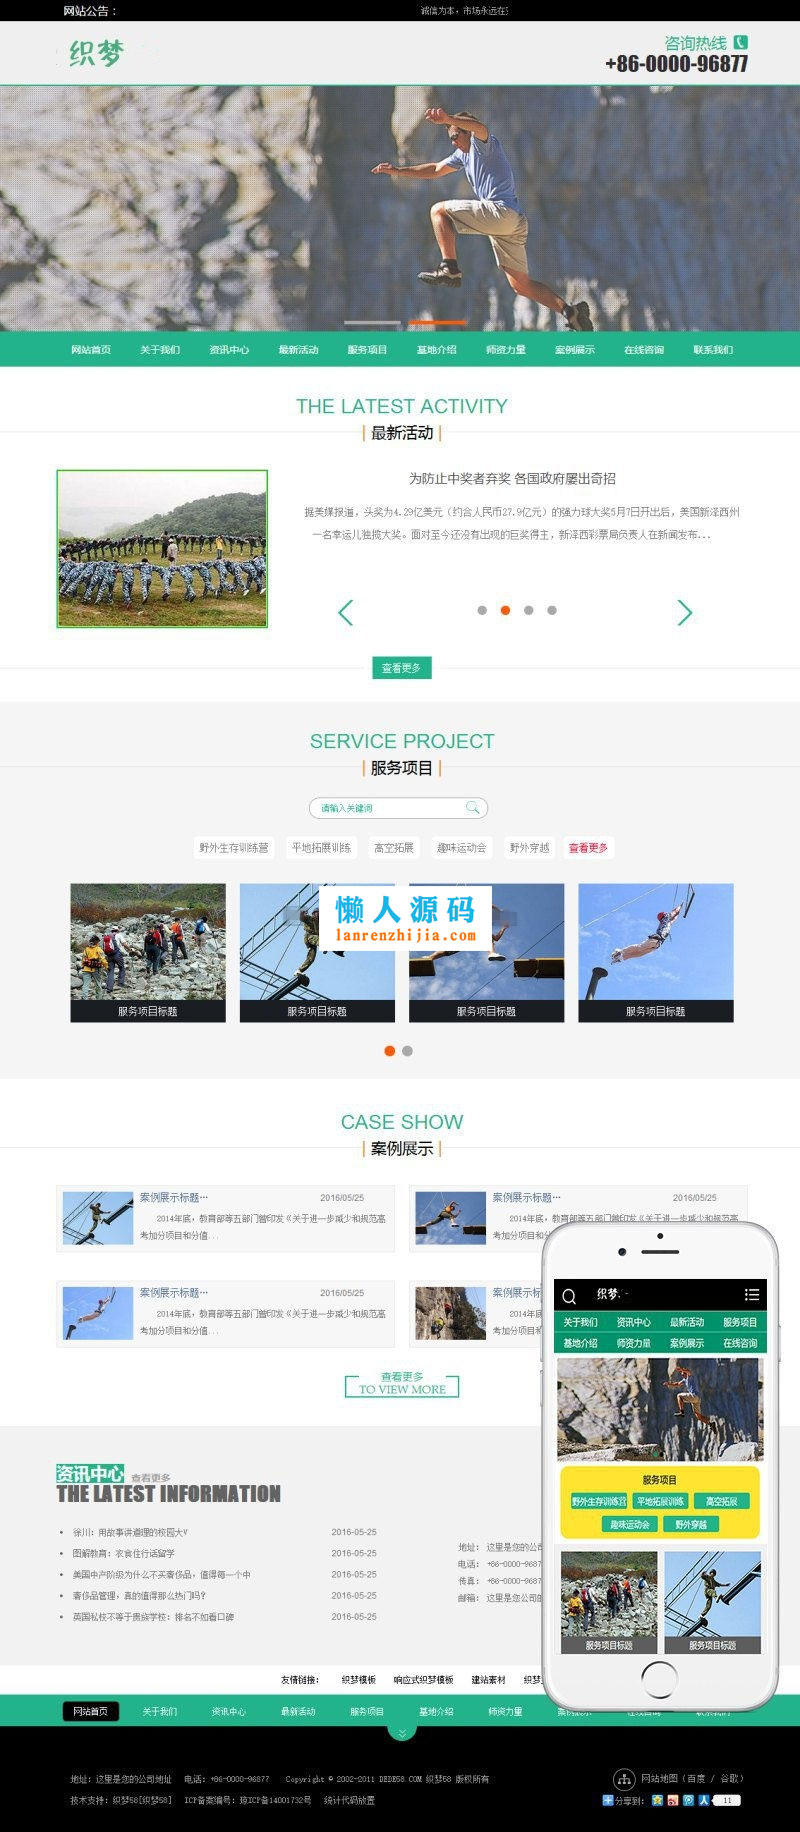 网站公告：
诚信为本，市场永远在
织梦
咨询热线
+86-0000-96877
网站首页 关于我们 资讯中心 最新活动 服务项目 基地介绍 师资力量 案例展示 在线咨询 联系我们
THE LATEST ACTIVITY
最新活动
为防止中奖者弃奖 各国政府屡出奇招
据美媒报道，头奖为4.29亿美元（约合人民币27.9亿元）的强力球大奖5月7日开出后，美国新泽西州
一名幸运儿独揽大奖。面对至今还没有出现的巨奖得主，新泽西彩票局负责人在新闻发布...
查看更多
SERVICE PROJECT
服务项目
请输入关键词
野外生存训练营 平地拓展训练 高空拓展 趣味运动会 野外穿越 查看更多
懒人源码
lanrenzhijia.com
服务项目标题 服务项目标题 服务项目标题 服务项目标题
CASE SHOW
案例展示
案例展示标题… 2016/05/25
2014年底，教育部等五部门曾印发《关于进一步减少和规范高
考加分项目和分值...
案例展示标题… 2016/05/25
2014年底，教育部等五部门曾印发《关于进一步减少和规范高
考加分项目和分值
案例展示标题… 2016/05/25
2014年底，教育部等五部门曾印发《关于进一步减少和规范高
考加分项目和分值...
案例展示标
2014年
考加分项目
查看更多
TO VIEW MORE
织梦
关于我们 资讯中心 最新活动 服务项目
基地介绍 师资力量 案例展示 在线咨询
服务项目
野外生存训练营 平地拓展训练 高空拓展
趣味运动会 野外穿越
服务项目标题 服务项目标题
资讯中心 查看更多
THE LATEST INFORMATION
徐川：用故事讲道理的校园大V 2016-05-25
图解教育：衣食住行话留学 2016-05-25
美国中产阶级为什么不买奢侈品，值得每一个中 2016-05-25
奢侈品管理，真的值得那么热门吗？ 2016-05-25
英国私校不等于贵族学校：排名不如看口碑 2016-05-25
地址： 这里是您的公司
电话： +86-0000-9687
传真： +86-0000-9687
邮箱： 这里是您公司的
友情链接： 织梦模板 响应式织梦模板 建站素材 织梦
网站首页 关于我们 资讯中心 最新活动 服务项目 基地介绍 师资力量 案例展示 在线咨询 联系我们
地址：这里是您的公司地址 电话：+86-0000-96877 Copyright © 2002-2011 DEDE58.COM 织梦58 版权所有
技术支持：织梦58[织梦58] ICP备案编号：琼ICP备14001732号 统计代码放置
网站地图（百度 / 谷歌）
分享到： 11